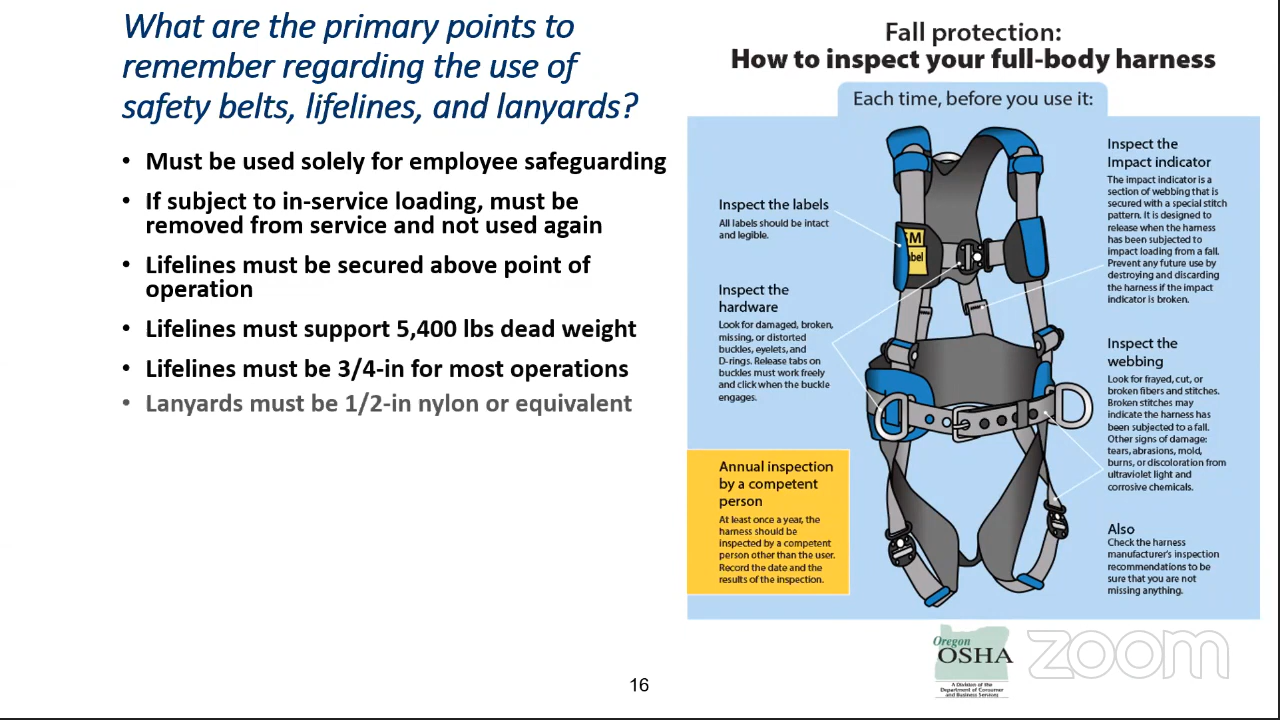 What are the primary points to
remember regarding the use of
safety belts, lifelines, and lanyards?
• Must be used solely for employee safeguarding
• If subject to in-service loading, must be
removed from service and not used again
• Lifelines must be secured above point of
operation
• Lifelines must support 5,400 lbs dead weight
• Lifelines must be 3/4-in for most operations
• Lanyards must be 1/2-in nylon or equivalent
Fall protection:
How to inspect your full-body harness
Each time, before you use it:
Inspect the labels
All labels should be intact
and legible.
Inspect the
hardware
Look for damaged, broken,
missing, or distorted
buckles, eyelets, and
D-rings. Release tabs on
buckles must work freely
and click when the buckle
engages.
Annual inspection
by a competent
person
At least once a year, the
harness should be
inspected by a competent
person other than the user.
Record the date and the
results of the inspection.
SM
bel
Inspect the
Impact indicator
The impact indicator is a
section of webbing that is
secured with a special stitch
pattern. It is designed to
release when the harness
has been subjected to
impact loading from a fall.
Prevent any future use by
destroying and discarding
the harness if the impact
indicator is broken.
Inspect the
webbing
Look for frayed, cut, or
broken fibers and stitches.
Broken stitches may
indicate the harness has
been subjected to a fall.
Other signs of damage:
tears, abrasions, mold,
burns, or discoloration from
ultraviolet light and
corrosive chemicals.
Also
Check the harness
manufacturer's inspection
recommendations to be
sure that you are not
missing anything.
Oregon
OSHA
A Division of the
Department of Consumer
and Business Services
zoom
16